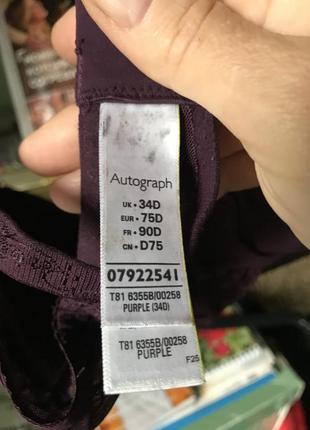 Autograph
UK • 34D
EUR • 75D
FR • 90D
CN • D75
07922541
T81 6355B/00258
PURPLE (34D)
T81 6355B/00258
PURPLE
F25